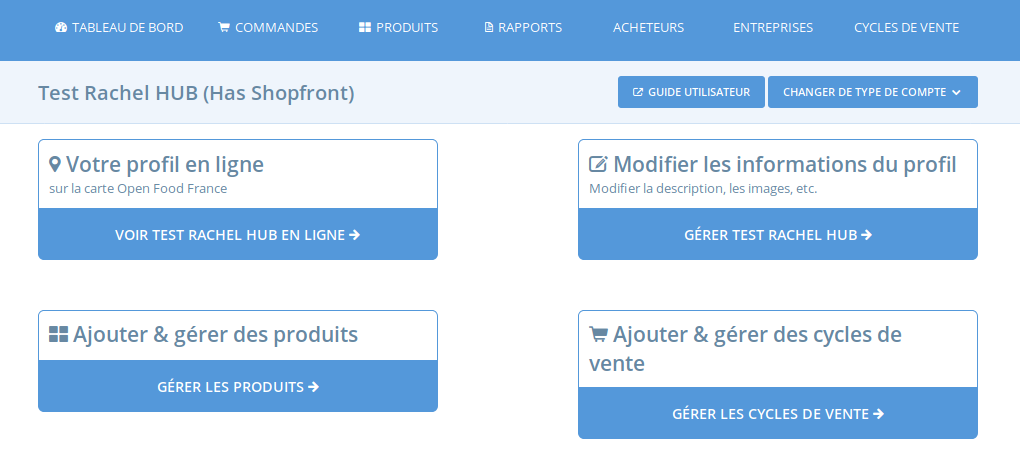 TABLEAU DE BORD COMMANDES PRODUITS RAPPORTS ACHETEURS ENTREPRISES CYCLES DE VENTE
Test Rachel HUB (Has Shopfront)
GUIDE UTILISATEUR CHANGER DE TYPE DE COMPTE
Votre profil en ligne
sur la carte Open Food France
VOIR TEST RACHEL HUB EN LIGNE
Modifier les informations du profil
Modifier la description, les images, etc.
GÉRER TEST RACHEL HUB
Ajouter & gérer des produits
GÉRER LES PRODUITS
Ajouter & gérer des cycles de
vente
GÉRER LES CYCLES DE VENTE